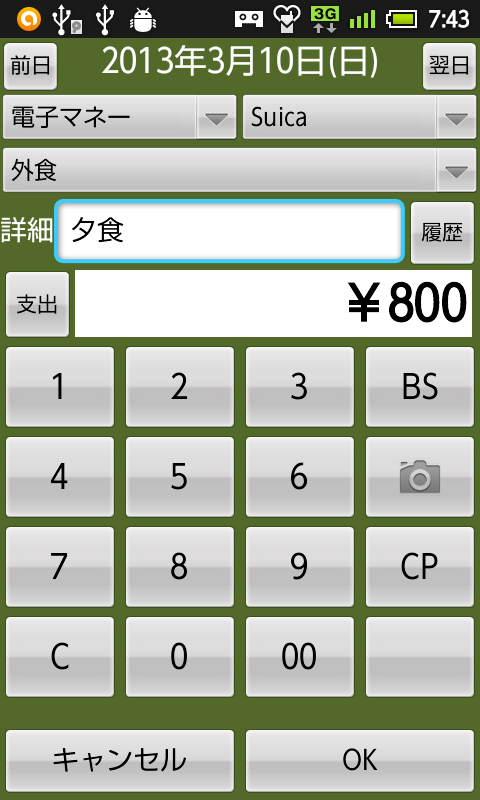 3G 7:43
前日 2013年3月10日(日) 翌日
電子マネー Suica
外食
詳細 夕食 履歴
支出 ￥800
1 2 3 BS
4 5 6
7 8 9 CP
C 0 00
キャンセル OK